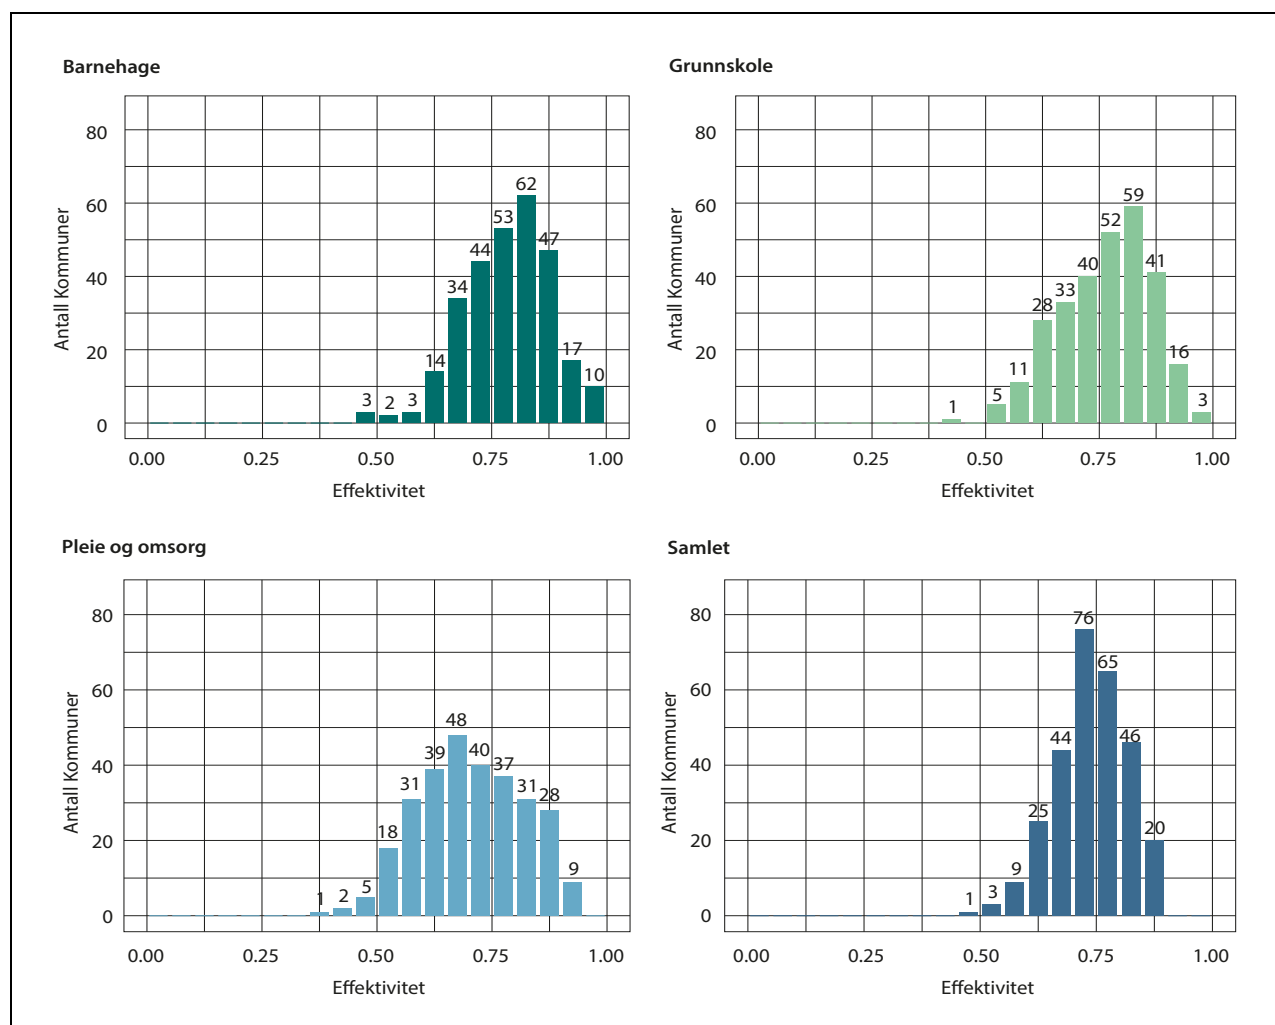 Barnehage
Antall Kommuner
80
60
40
20
0
3 2 3 14 34 44 53 62 47 17 10
0.00 0.25 0.50 0.75 1.00
Effektivitet
Grunnskole
Antall Kommuner
80
60
40
20
0
1 5 11 28 33 40 52 59 41 16 3
0.00 0.25 0.50 0.75 1.00
Effektivitet
Pleie og omsorg
Antall Kommuner
80
60
40
20
0
1 2 5 18 31 39 48 40 37 31 28 9
0.00 0.25 0.50 0.75 1.00
Effektivitet
Samlet
Antall Kommuner
80
60
40
20
0
1 3 9 25 44 76 65 46 20
0.00 0.25 0.50 0.75 1.00
Effektivitet